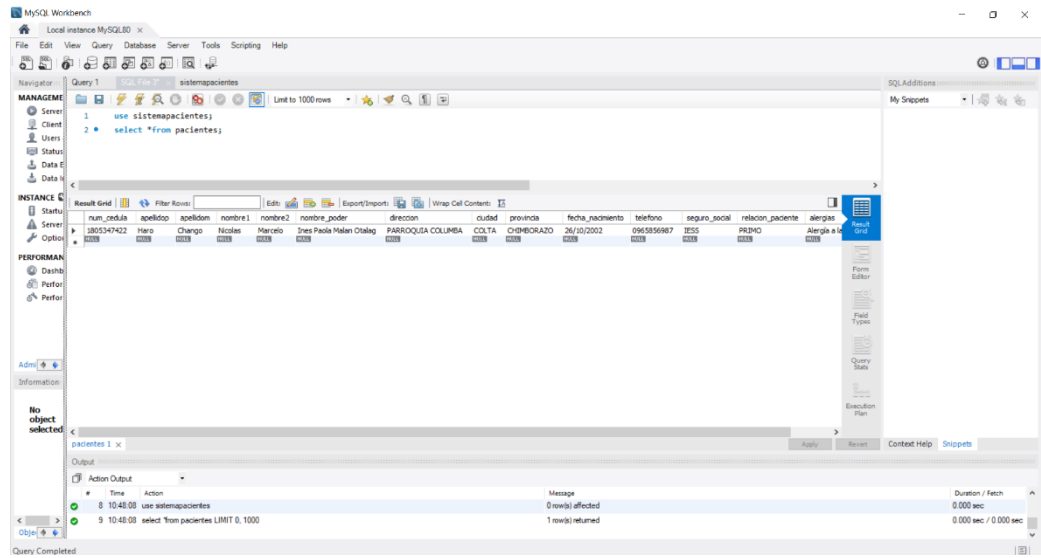 MySQL Workbench
Local instance MySQL80 ×
File Edit View Query Database Server Tools Scripting Help
Navigator
Query 1 SQL File 3* × sistemapacientes
SQLAdditions
MANAGEME
Limit to 1000 rows
My Snippets
Server
Client
Users
Status
Data E
Data
1 use sistemapacientes;
2 select *from pacientes;
INSTANCE
Startu
Server
Option
Result Grid Filter Rows: Edit: Export/Import: Wrap Cell Content:
num_cedula apellidop apellidom nombre1 nombre2 nombre_poder direccion ciudad provincia fecha_nacimiento telefono seguro_social relacion_paciente alergias
1805347422 Haro Chango Nicolas Marcelo Ines Paola Malan Otalag PARROQUIA COLUMBA COLTA CHIMBORAZO 26/10/2002 0965856987 IESS PRIMO Alergia a la
NULL NULL NULL NULL NULL NULL NULL NULL NULL NULL NULL NULL NULL NULL
PERFORMAN
Dashb
Perfor
Perfor
Result Grid
Form Editor
Field Types
Query Stats
Execution Plan
Admi
Information
No object selected
pacientes 1 ×
Apply Revert
Context Help Snippets
Output
Action Output
# Time Action Message Duration / Fetch
8 10:48:08 use sistemapacientes 0 row(s) affected 0.000 sec
9 10:48:08 select *from pacientes LIMIT 0, 1000 1 row(s) returned 0.000 sec / 0.000 sec
Obje
Query Completed